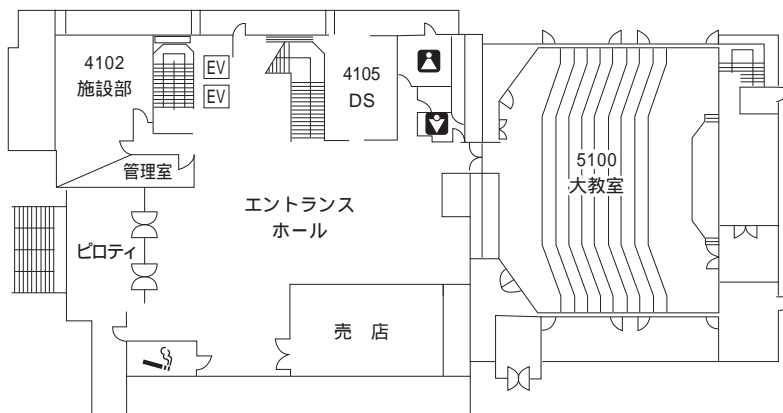 4102
施設部
EV
EV
4105
DS
管理室
エントランス
ホール
5100
大教室
ピロティ
売 店